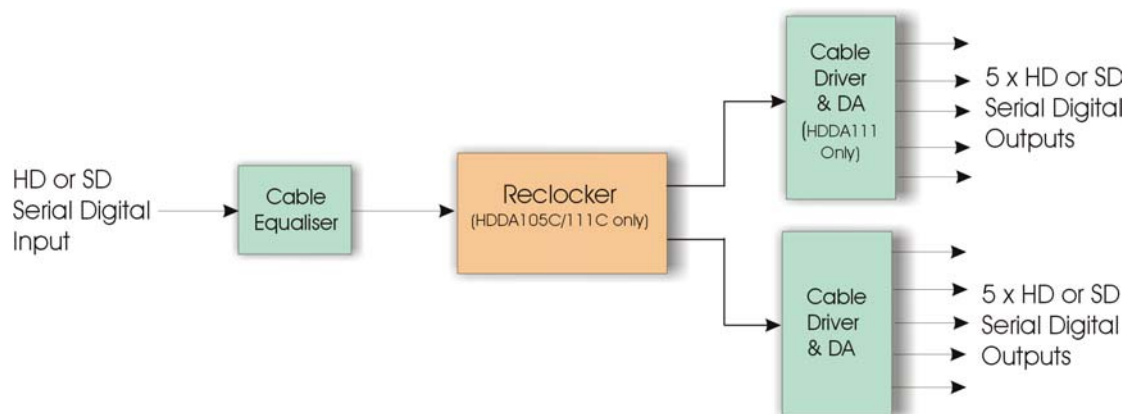 HD or SD
Serial Digital
Input
Cable
Equaliser
Reclocker
(HDDA105C/111C only)
Cable
Driver
& DA
(HDDA111
Only)
5 x HD or SD
Serial Digital
Outputs
Cable
Driver
& DA
5 x HD or SD
Serial Digital
Outputs